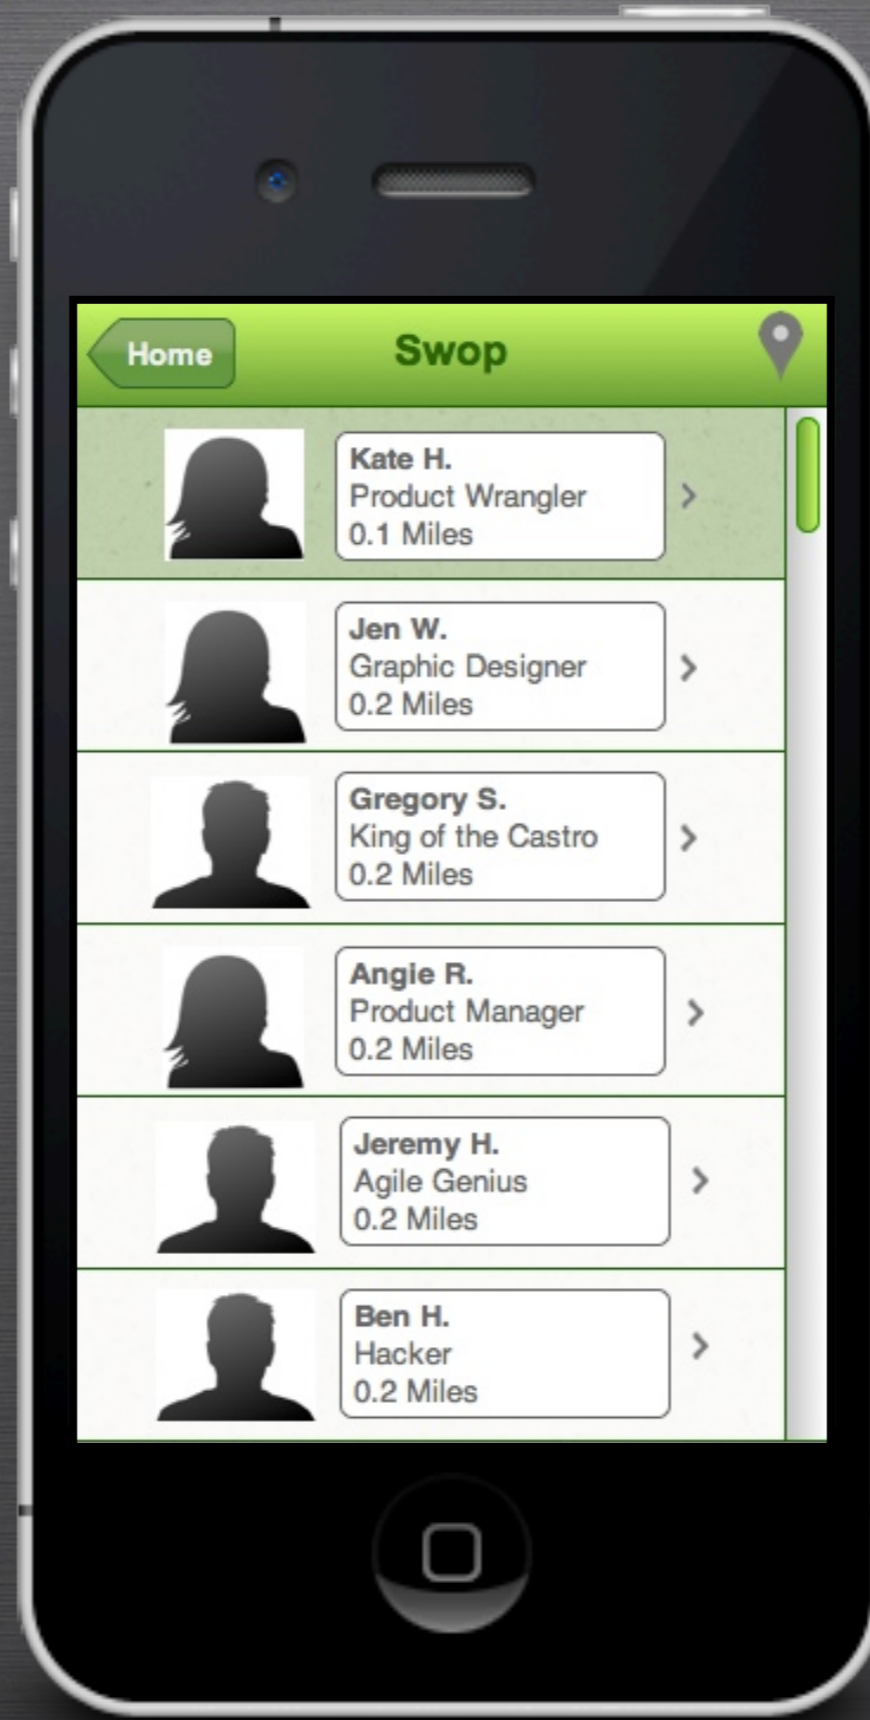 Home
Swop
Kate H.
Product Wrangler
0.1 Miles
Jen W.
Graphic Designer
0.2 Miles
Gregory S.
King of the Castro
0.2 Miles
Angie R.
Product Manager
0.2 Miles
Jeremy H.
Agile Genius
0.2 Miles
Ben H.
Hacker
0.2 Miles